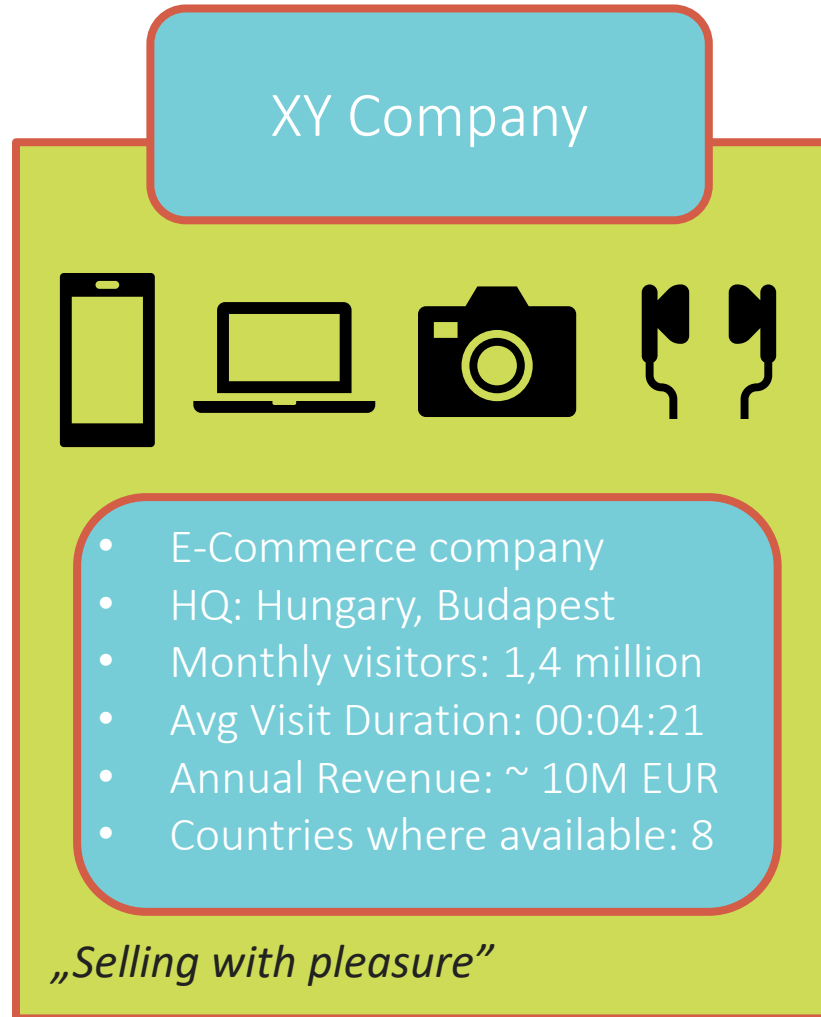 XY Company
• E-Commerce company
• HQ: Hungary, Budapest
• Monthly visitors: 1,4 million
• Avg Visit Duration: 00:04:21
• Annual Revenue: ~ 10M EUR
• Countries where available: 8
„Selling with pleasure”